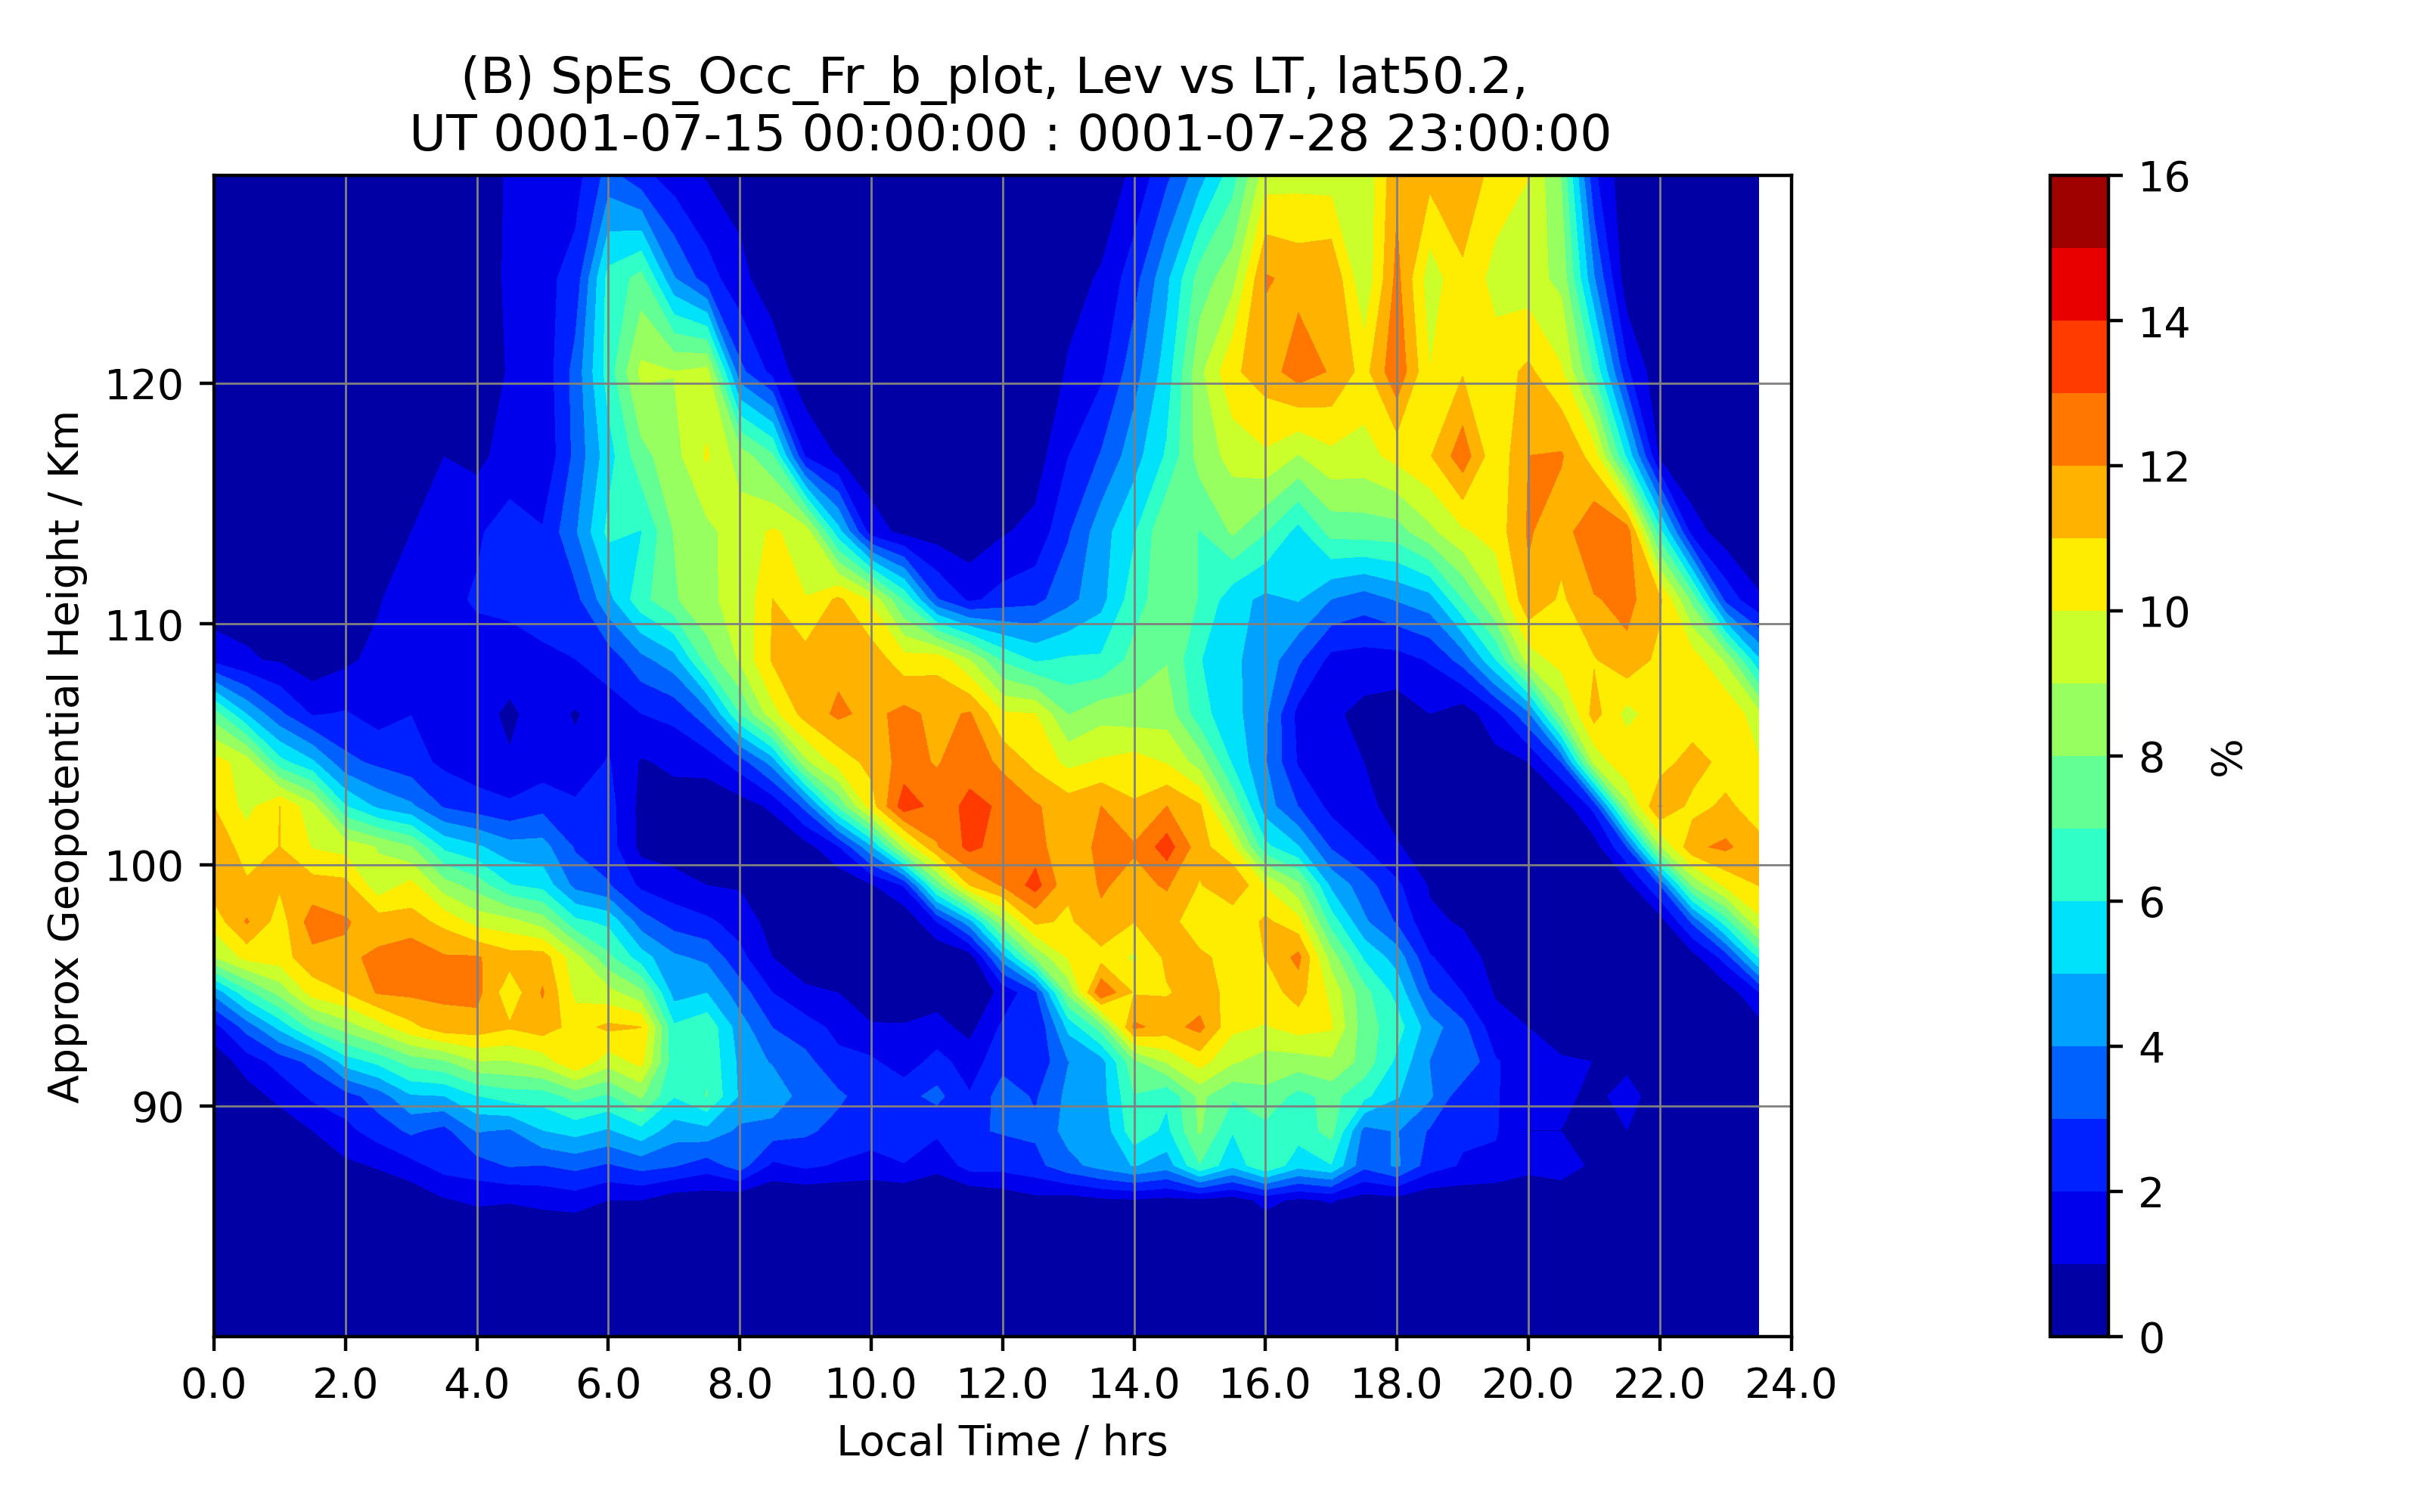 (B) SpEs_Occ_Fr_b_plot, Lev vs LT, lat50.2,
UT 0001-07-15 00:00:00 : 0001-07-28 23:00:00
Approx Geopotential Height / Km
120
110
100
90
0.0 2.0 4.0 6.0 8.0 10.0 12.0 14.0 16.0 18.0 20.0 22.0 24.0
Local Time / hrs
16
14
12
10
8
6
4
2
0
%